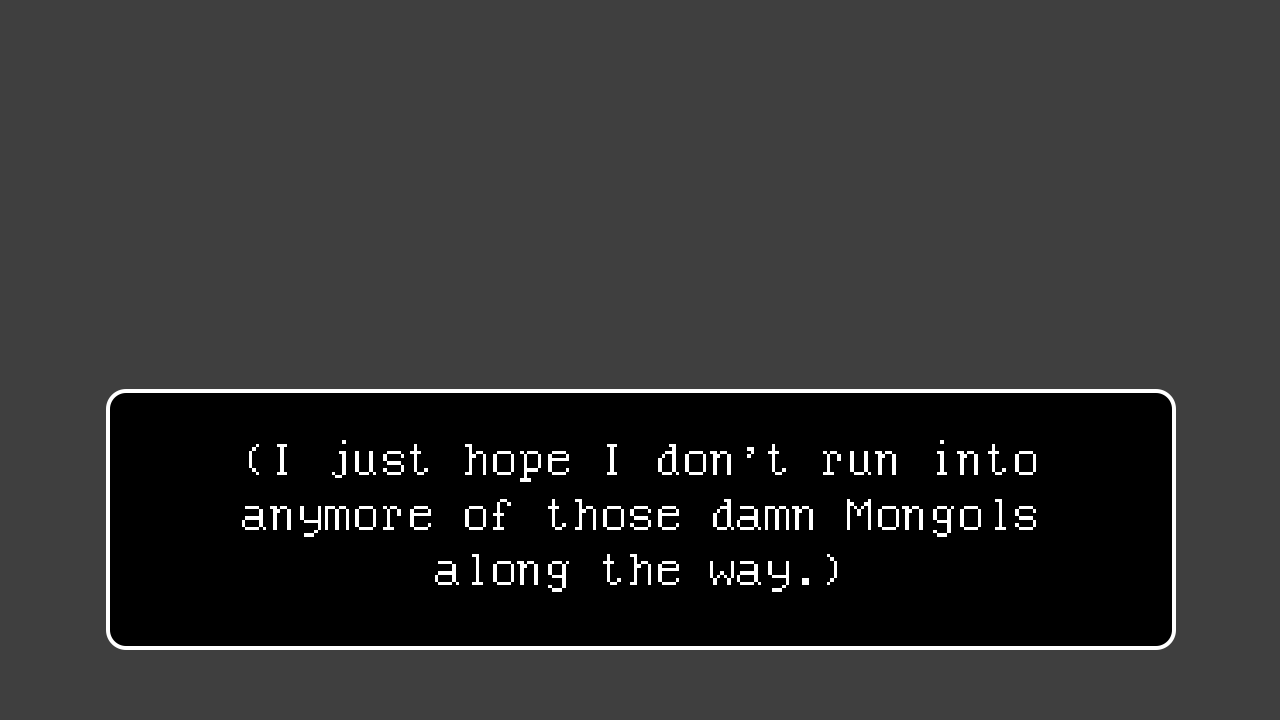 (I just hope I don't run into
anymore of those damn Mongols
along the way.)